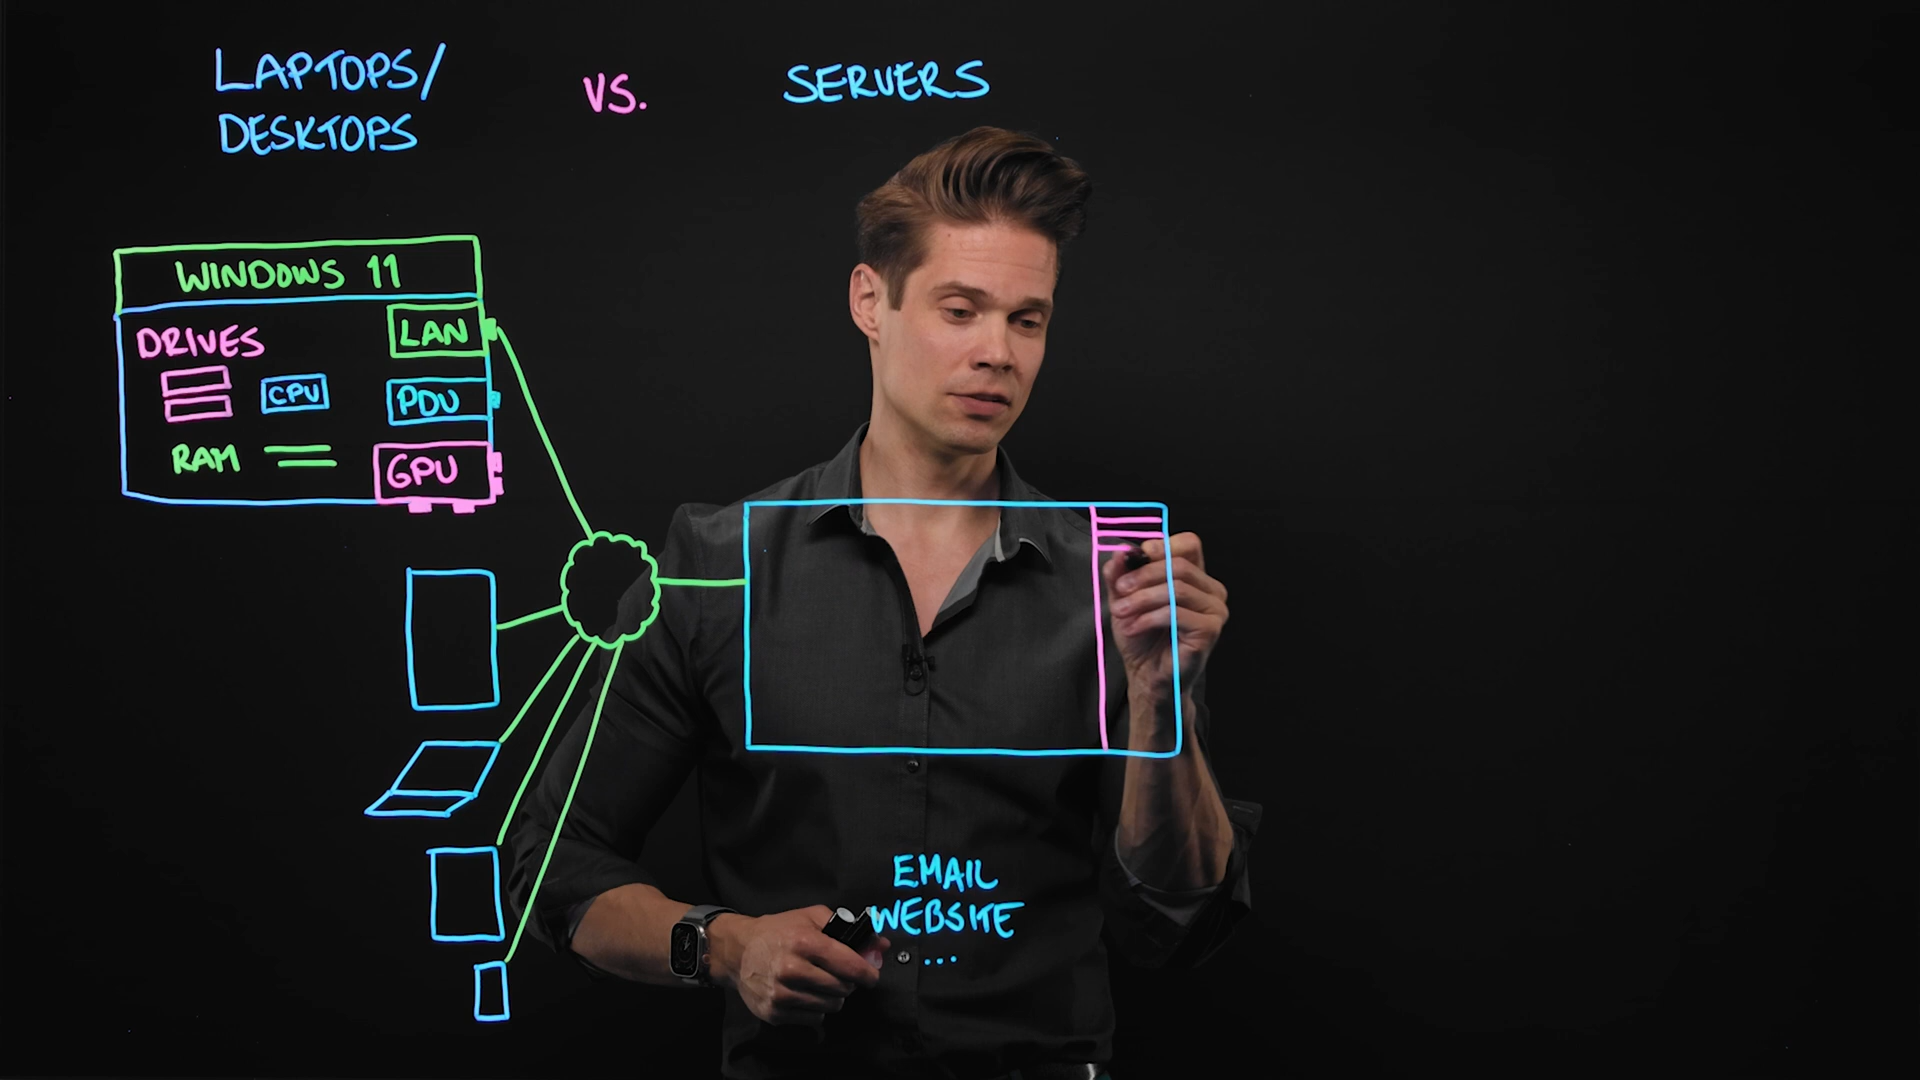 LAPTOPS/
DESKTOPS
VS.
SERVERS
WINDOWS 11
DRIVES
LAN
CPU
PDU
RAM
GPU
EMAIL
WEBSITE
...